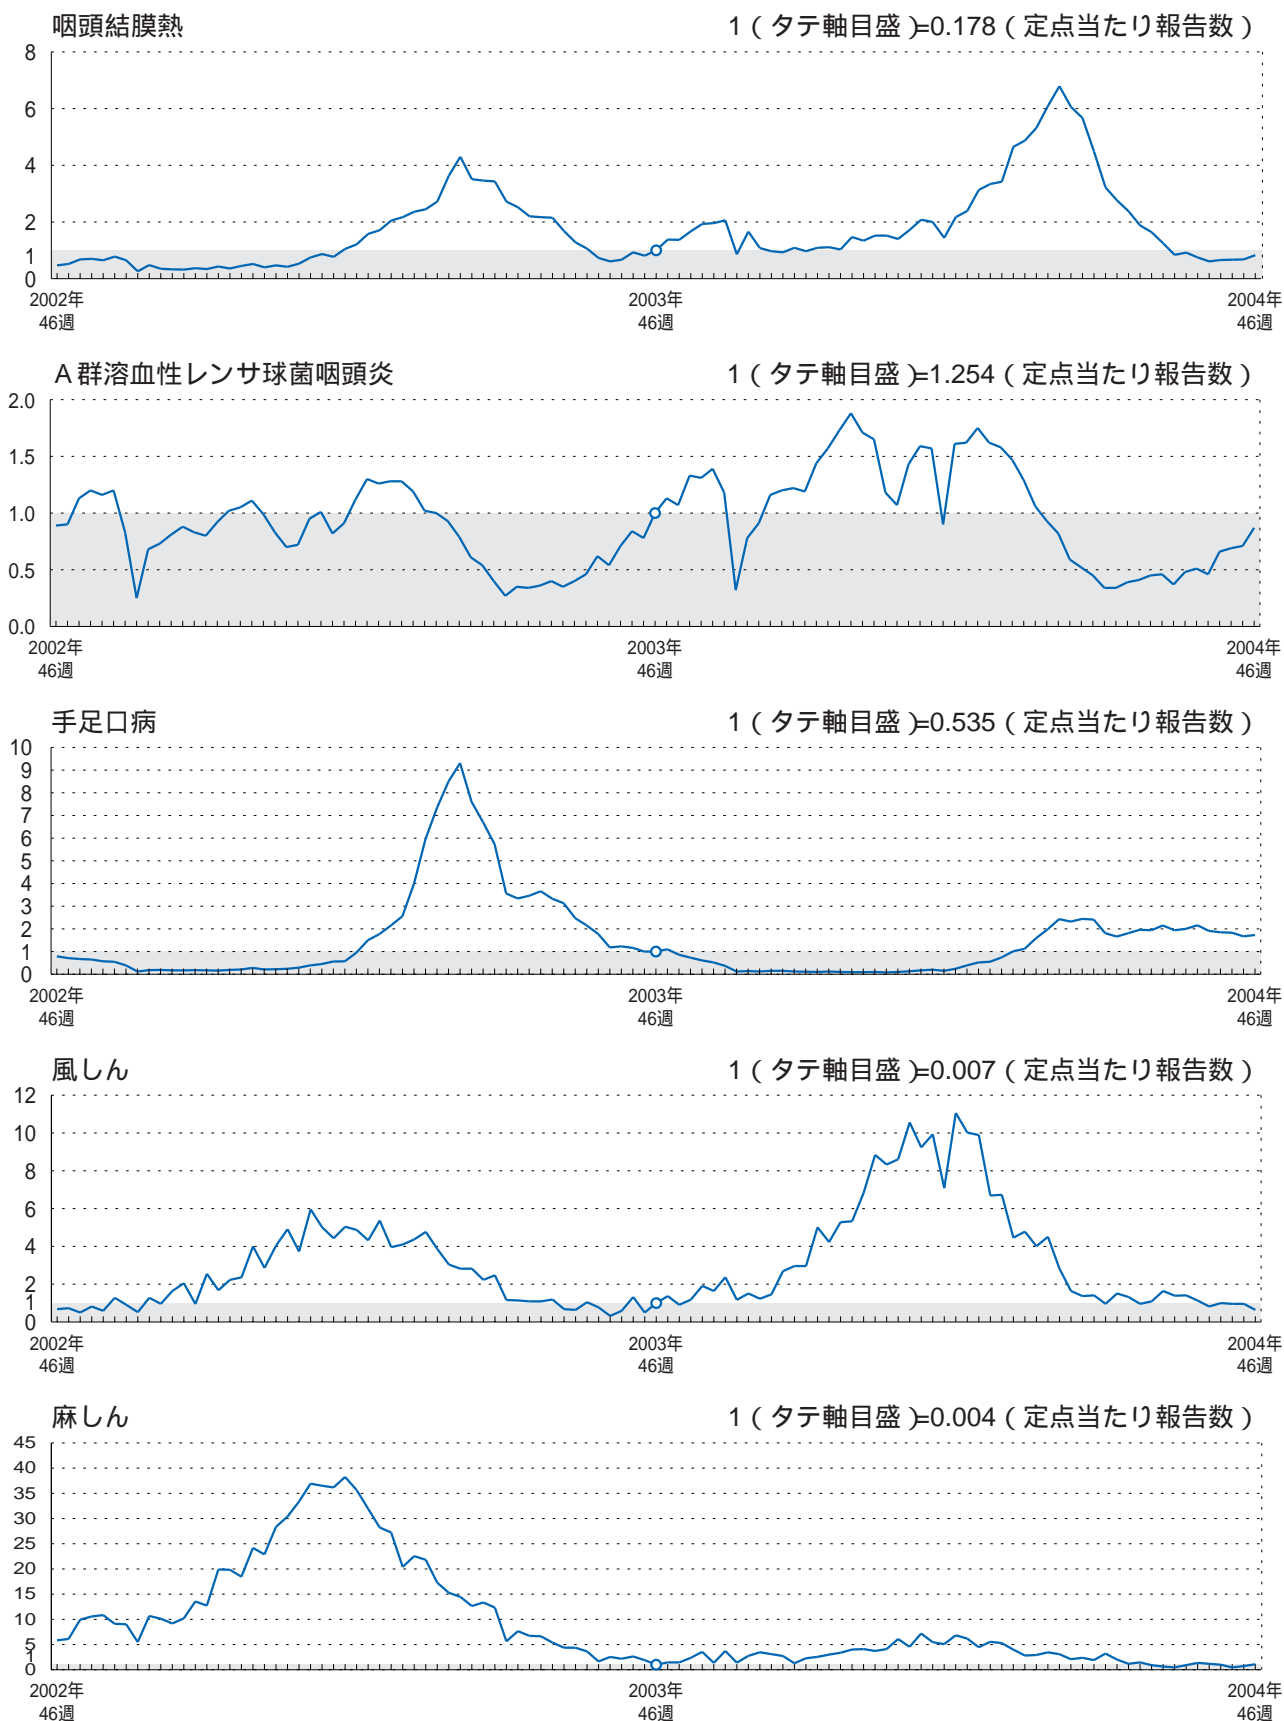 咽頭結膜熱 1(タテ軸目盛)=0.178(定点当たり報告数)
8
6
4
2
1
0
2002年 2003年 2004年
46週 46週 46週
A群溶血性レンサ球菌咽頭炎 1(タテ軸目盛)=1.254(定点当たり報告数)
2.0
1.5
1.0
0.5
0.0
2002年 2003年 2004年
46週 46週 46週
手足口病 1(タテ軸目盛)=0.535(定点当たり報告数)
10
9
8
7
6
5
4
3
2
1
0
2002年 2003年 2004年
46週 46週 46週
風しん 1(タテ軸目盛)=0.007(定点当たり報告数)
12
10
8
6
4
2
1
0
2002年 2003年 2004年
46週 46週 46週
麻しん 1(タテ軸目盛)=0.004(定点当たり報告数)
45
40
35
30
25
20
15
10
5
1
0
2002年 2003年 2004年
46週 46週 46週